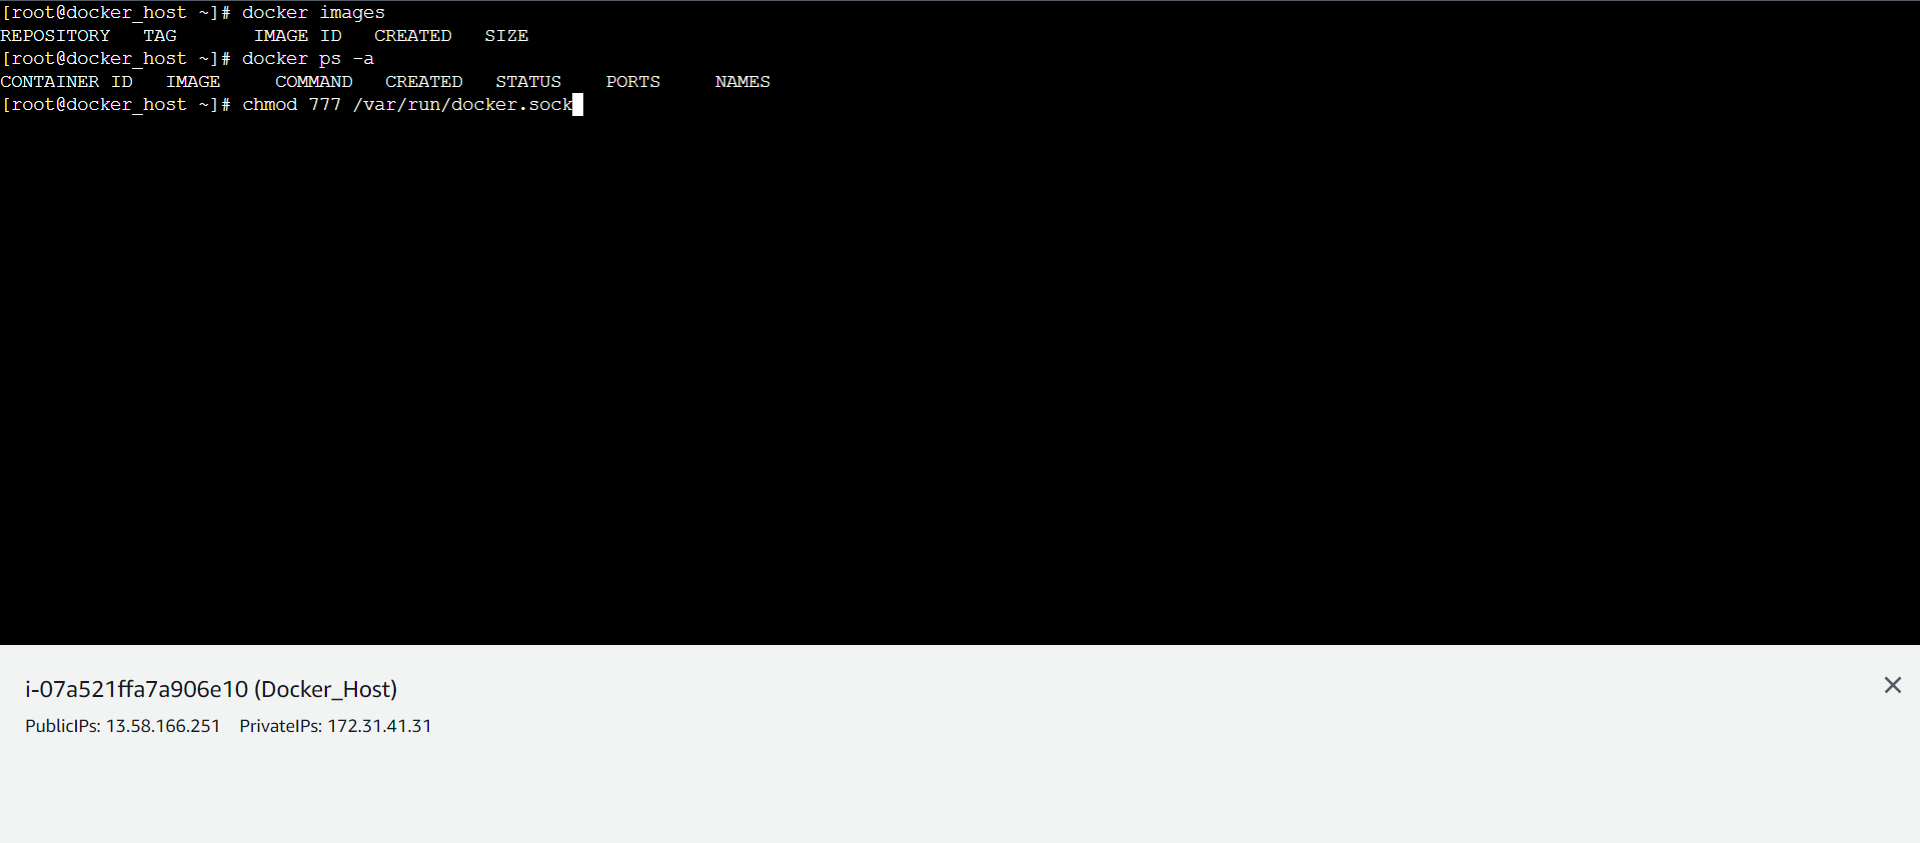 [root@docker_host ~]# docker images
REPOSITORY   TAG       IMAGE ID   CREATED   SIZE
[root@docker_host ~]# docker ps -a
CONTAINER ID   IMAGE     COMMAND   CREATED   STATUS    PORTS     NAMES
[root@docker_host ~]# chmod 777 /var/run/docker.sock
i-07a521ffa7a906e10 (Docker_Host)
PublicIPs: 13.58.166.251    PrivateIPs: 172.31.41.31